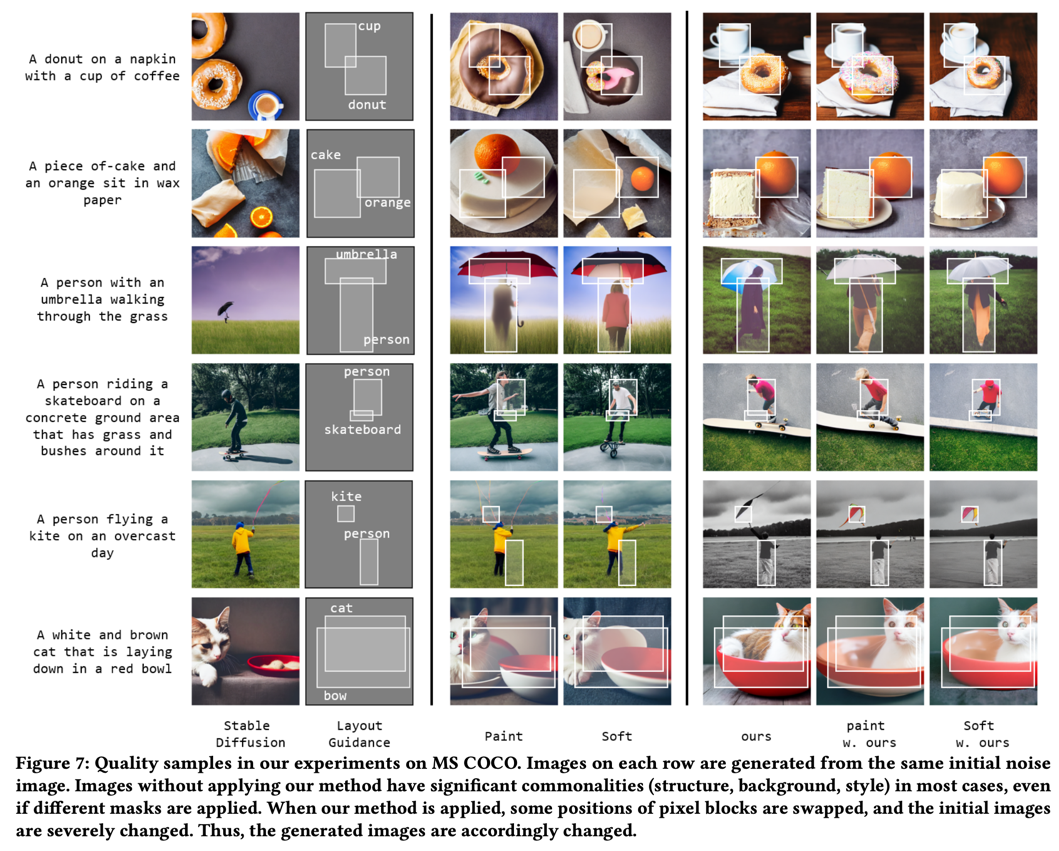 A donut on a napkin
with a cup of coffee
cup
donut
A piece of-cake and
an orange sit in wax
paper
cake
orange
A person with an
umbrella walking
through the grass
umbrella
person
A person riding a
skateboard on a
concrete ground area
that has grass and
bushes around it
person
skateboard
A person flying a
kite on an overcast
day
kite
person
A white and brown
cat that is laying
down in a red bowl
cat
bow
Stable
Diffusion
Layout
Guidance
Paint
Soft
ours
paint
w. ours
Soft
w. ours
Figure 7: Quality samples in our experiments on MS COCO. Images on each row are generated from the same initial noise
image. Images without applying our method have significant commonalities (structure, background, style) in most cases, even
if different masks are applied. When our method is applied, some positions of pixel blocks are swapped, and the initial images
are severely changed. Thus, the generated images are accordingly changed.